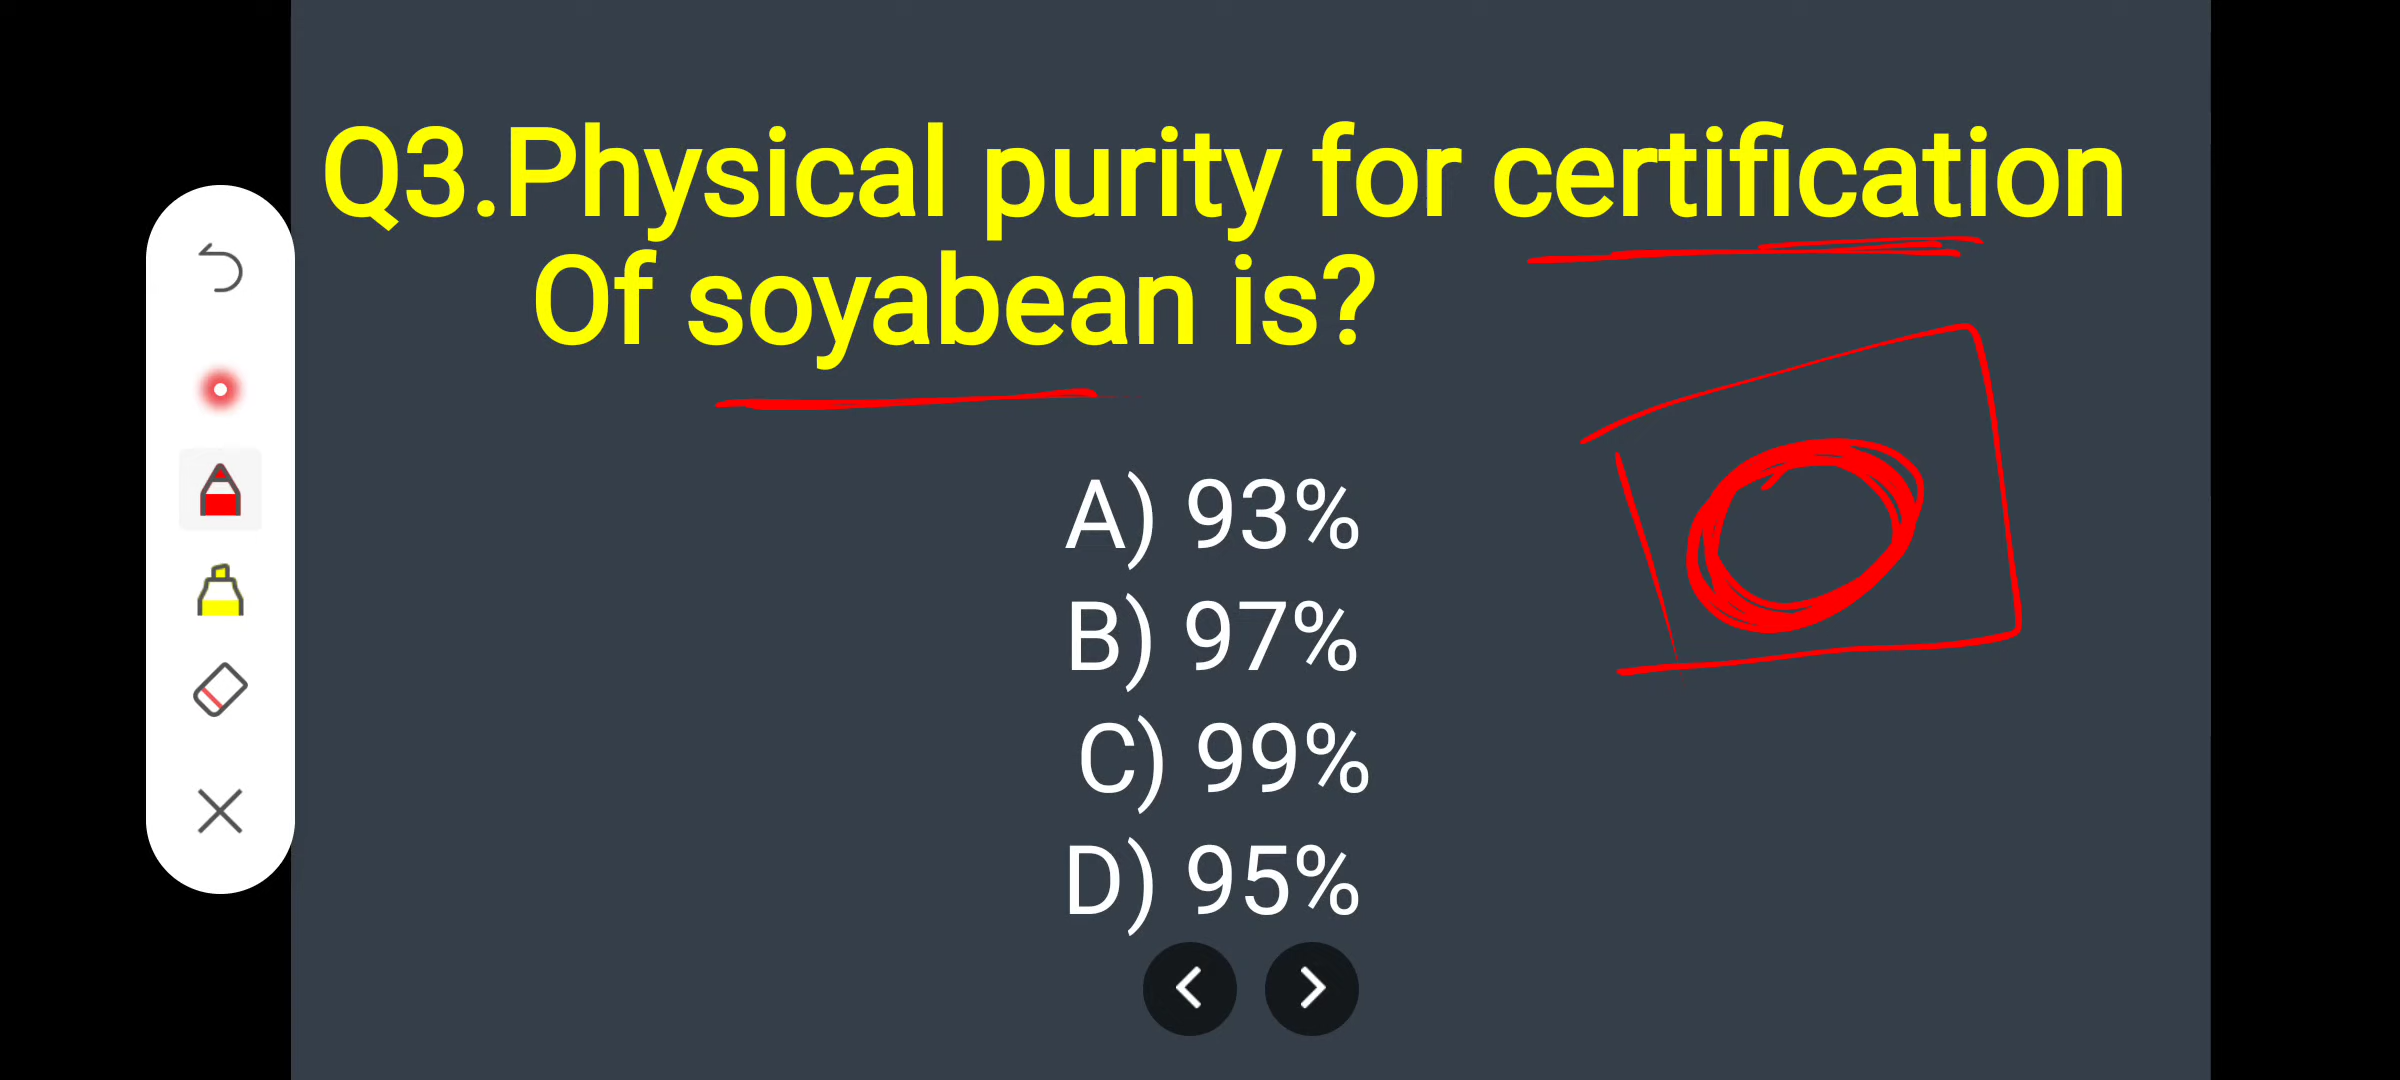 Q3.Physical purity for certification
Of soyabean is?
A) 93%
B) 97%
C) 99%
D) 95%